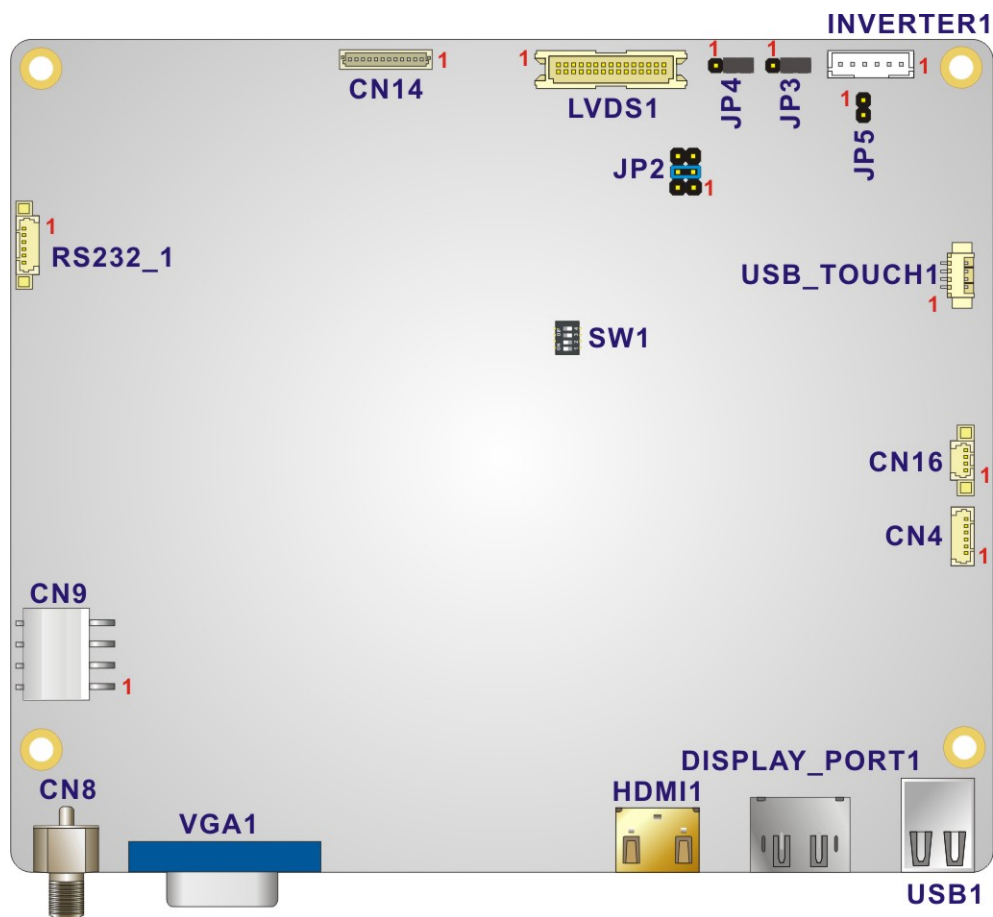 INVERTER1
1
CN14
1
LVDS1
1
JP4
1
JP3
1
1
JP5
JP2
1
1
RS232_1
USB_TOUCH1
1
SW1
CN16
1
CN4
1
CN9
1
CN8
VGA1
HDMI1
DISPLAY_PORT1
USB1